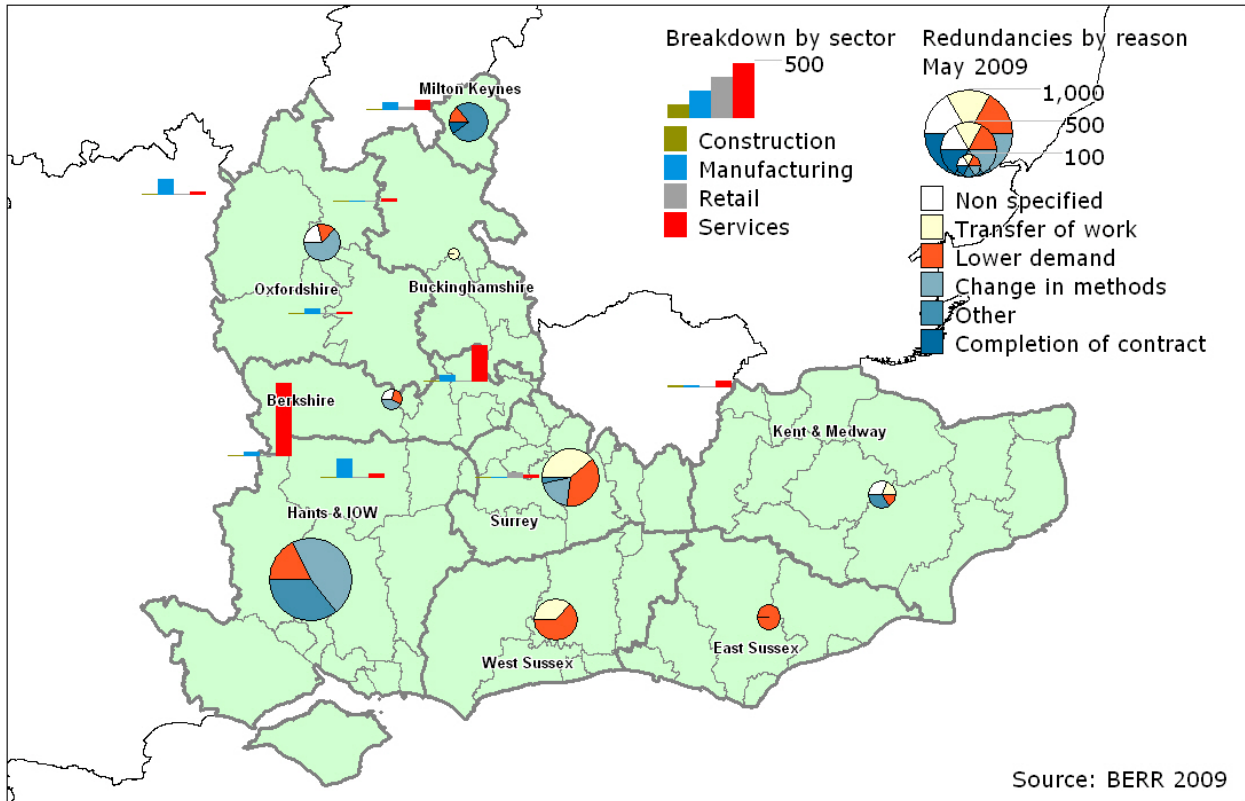 Breakdown by sector
500
Construction
Manufacturing
Retail
Services
Redundancies by reason
May 2009
1,000
500
100
Non specified
Transfer of work
Lower demand
Change in methods
Other
Completion of contract
Milton Keynes
Oxfordshire
Buckinghamshire
Berkshire
Kent & Medway
Hants & IOW
Surrey
West Sussex
East Sussex
Source: BERR 2009